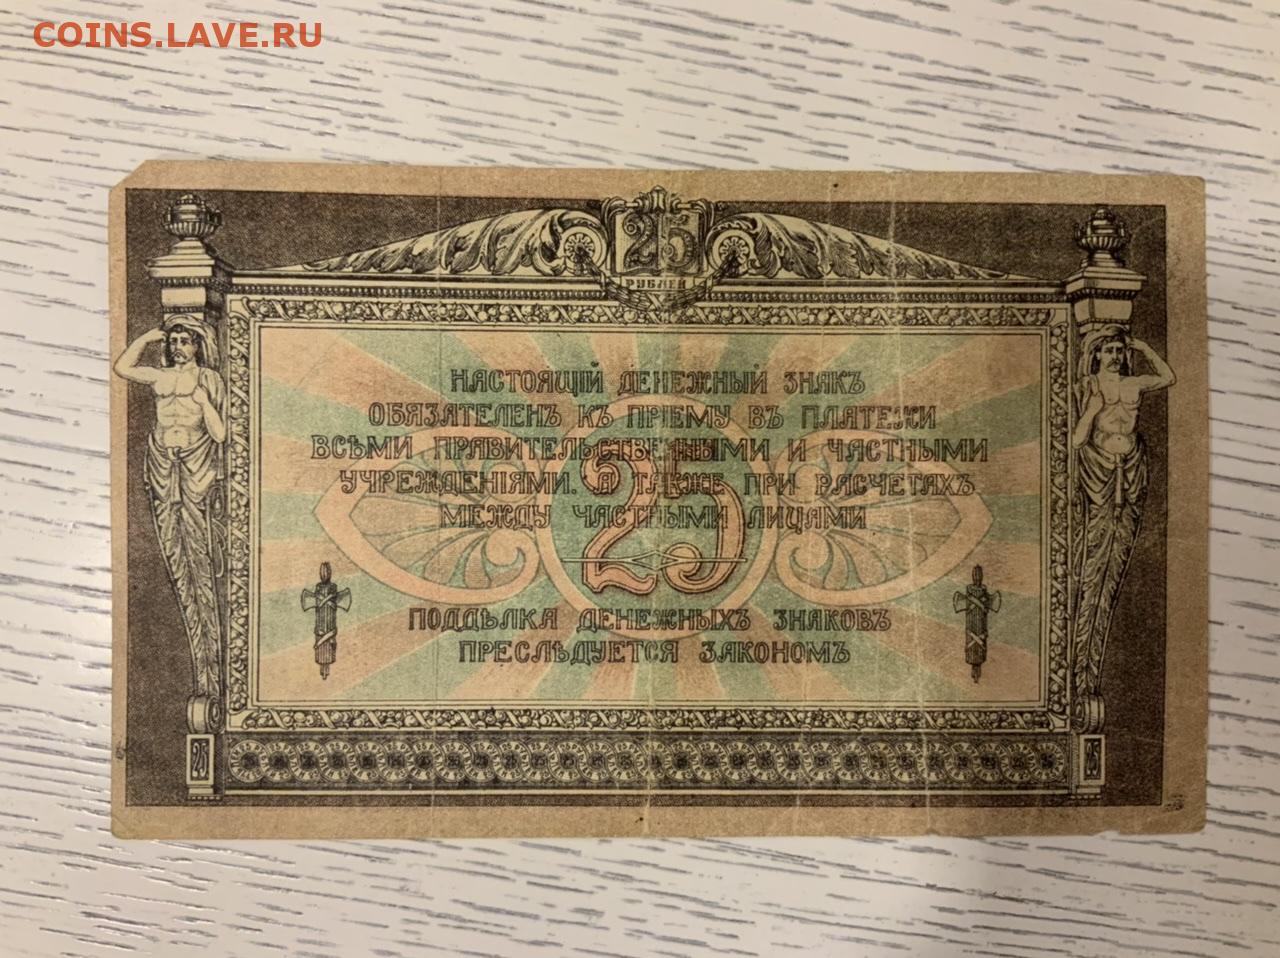 COINS.LAVE.RU
25
РУБЛЕЙ
НАСТОЯЩІЙ ДЕНЕЖНЫЙ ЗНАКЪ
ОБЯЗАТЕЛЕНЪ КЪ ПРІЕМУ ВЪ ПЛАТЕЖИ
ВСѢМИ ПРАВИТЕЛЬСТВЕННЫМИ И ЧАСТНЫМИ
УЧРЕЖДЕНІЯМИ. А ТАКЖЕ ПРИ РАСЧЕТАХЪ
МЕЖДУ ЧАСТНЫМИ ЛИЦАМИ
25
ПОДДѢЛКА ДЕНЕЖНЫХЪ ЗНАКОВЪ
ПРЕСЛѢДУЕТСЯ ЗАКОНОМЪ
25 25